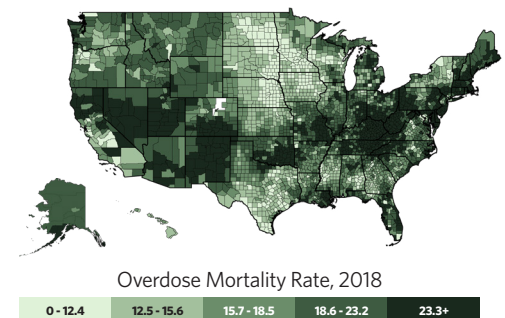 Overdose Mortality Rate, 2018
0 - 12.4 12.5 - 15.6 15.7 - 18.5 18.6 - 23.2 23.3+